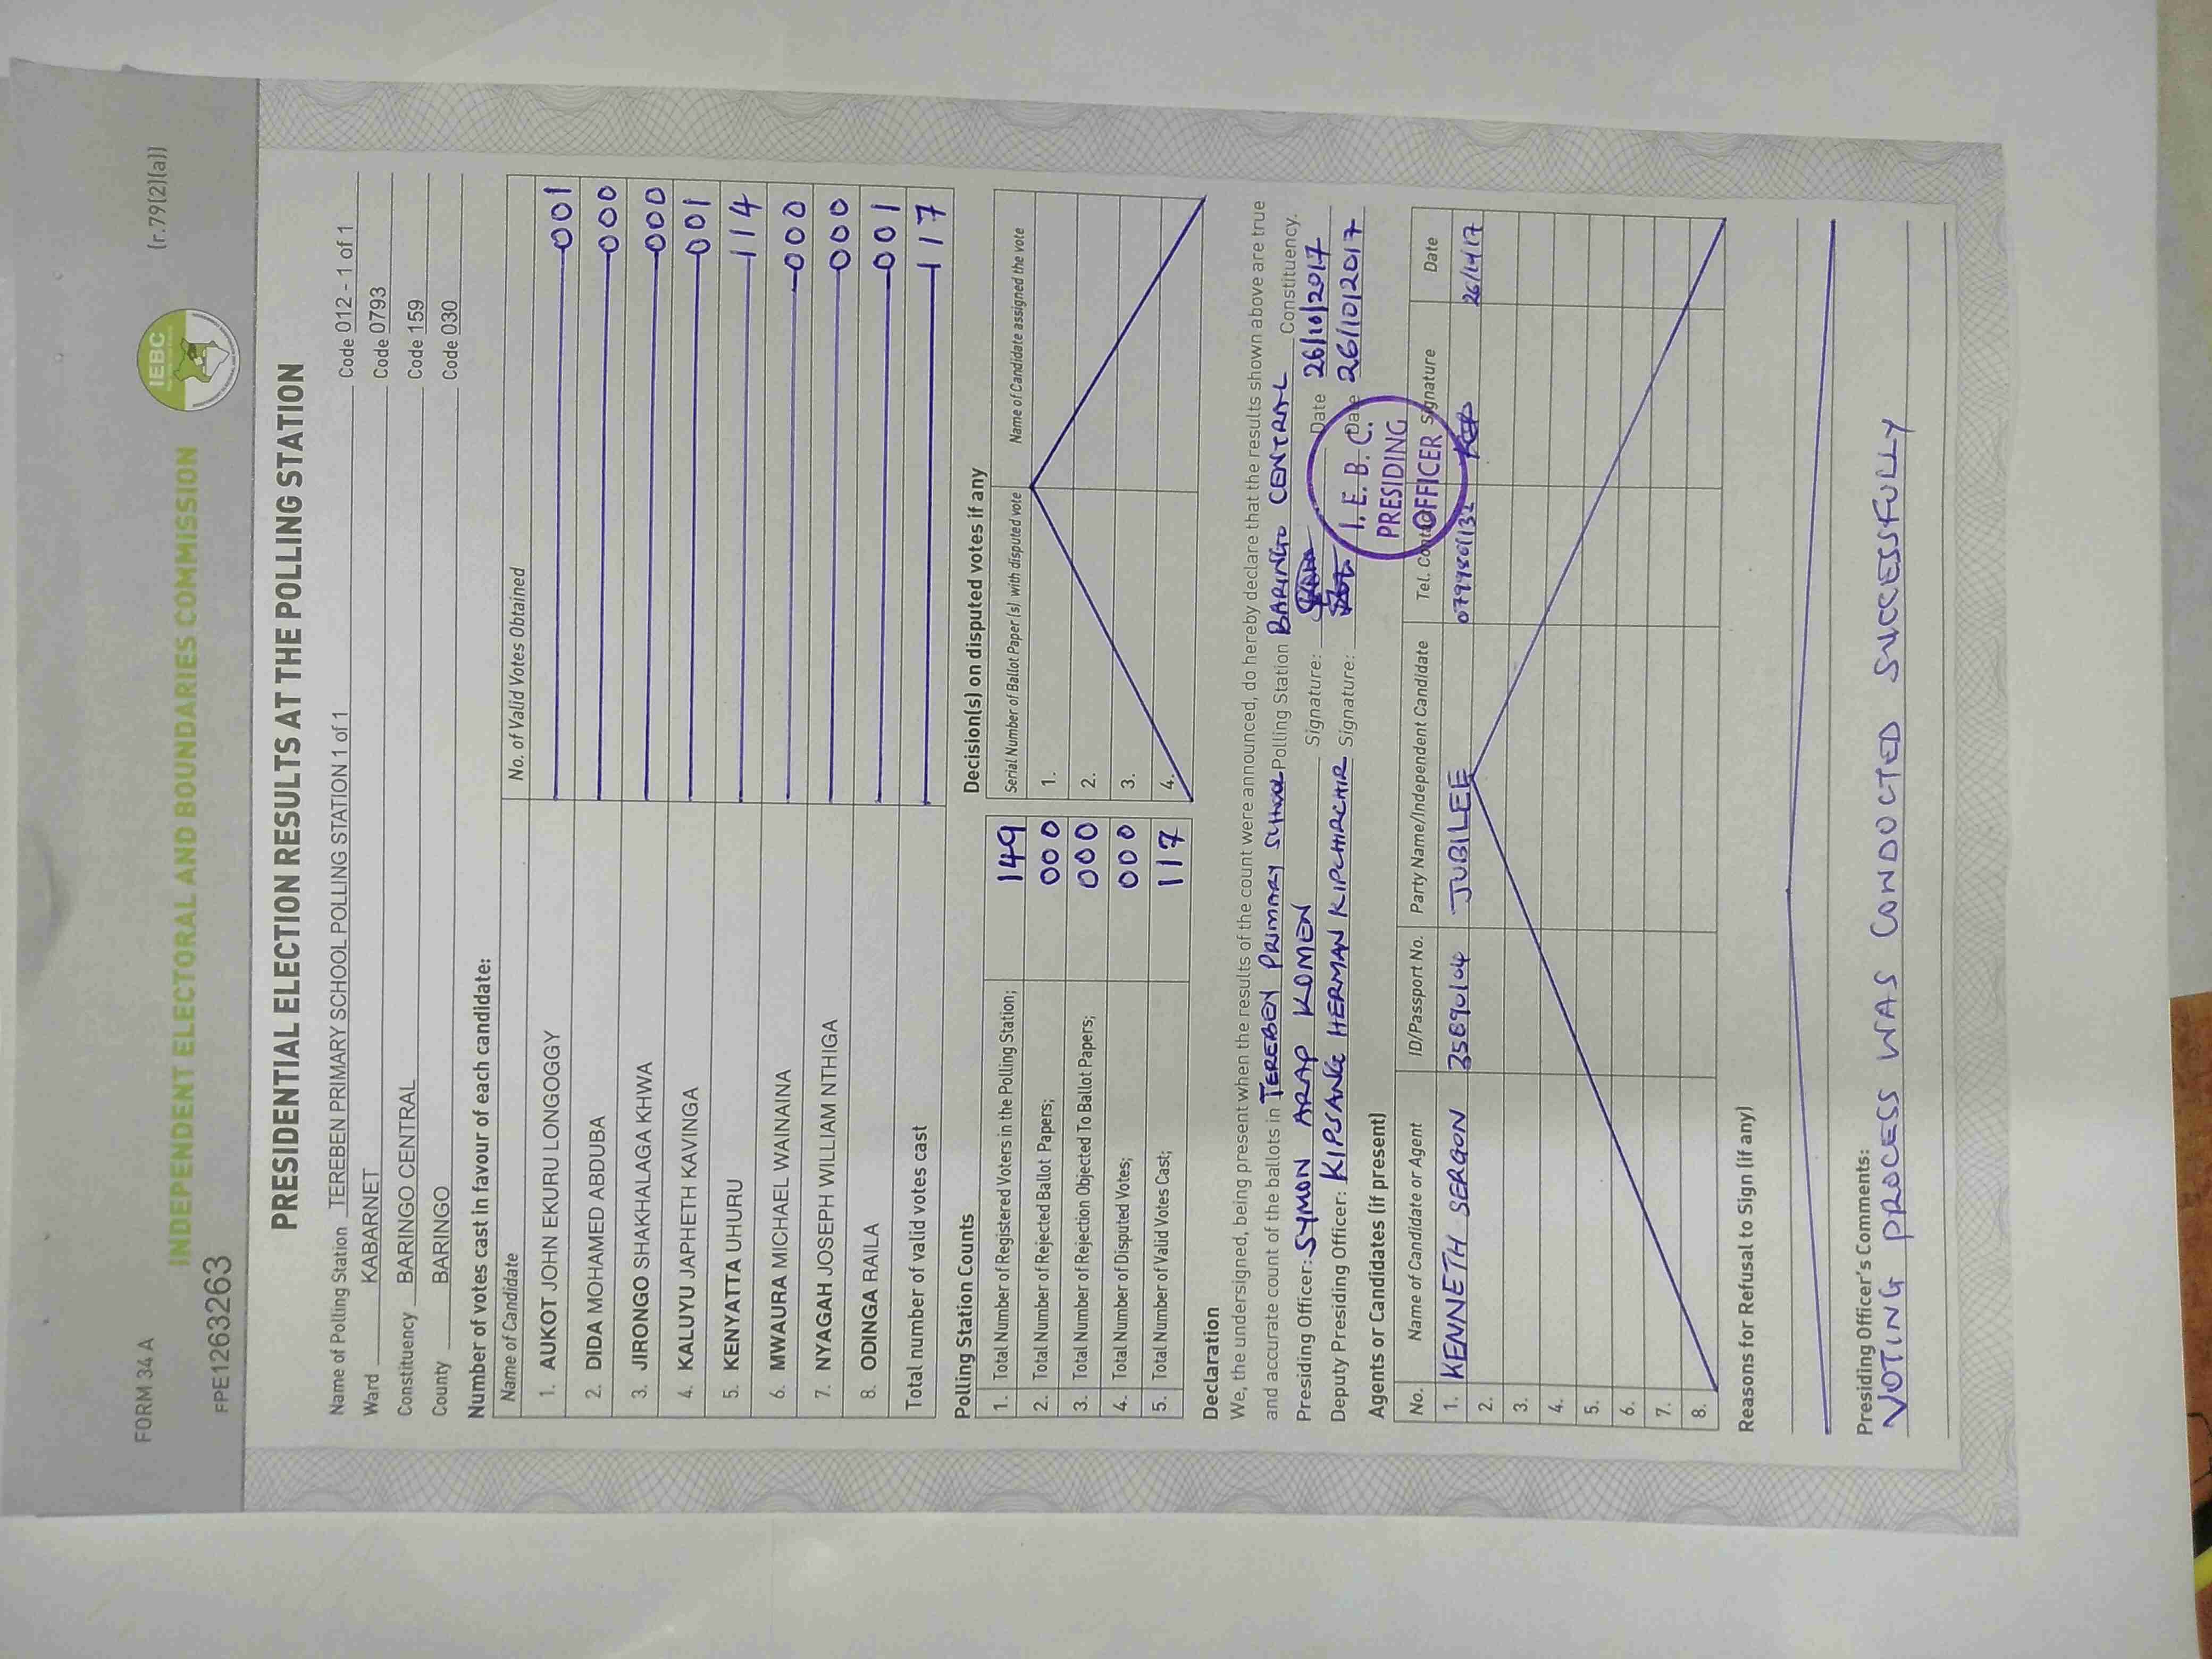 FORM 34 A
(r.79(2)(a))
INDEPENDENT ELECTORAL AND BOUNDARIES COMMISSION
IEBC
FPE1263263
PRESIDENTIAL ELECTION RESULTS AT THE POLLING STATION
Name of Polling Station TEREBEN PRIMARY SCHOOL POLLING STATION 1 of 1 Code 012 - 1 of 1
Ward KABARNET Code 0793
Constituency BARINGO CENTRAL Code 159
County BARINGO Code 030
Number of votes cast in favour of each candidate:
Name of Candidate No. of Valid Votes Obtained
1. AUKOT JOHN EKURU LONGOGGY 001
2. DIDA MOHAMED ABDUBA 000
3. JIRONGO SHAKHALAGA KHWA 000
4. KALUYU JAPHETH KAVINGA 001
5. KENYATTA UHURU 114
6. MWAURA MICHAEL WAINAINA 000
7. NYAGAH JOSEPH WILLIAM NTHIGA 000
8. ODINGA RAILA 001
Total number of valid votes cast 117
Polling Station Counts
1. Total Number of Registered Voters in the Polling Station; 149
2. Total Number of Rejected Ballot Papers; 000
3. Total Number of Rejection Objected To Ballot Papers; 000
4. Total Number of Disputed Votes; 000
5. Total Number of Valid Votes Cast; 117
Decision(s) on disputed votes if any
Serial Number of Ballot Paper (s) with disputed vote Name of Candidate assigned the vote
1.
2.
3.
4.
Declaration
We, the undersigned, being present when the results of the count were announced, do hereby declare that the results shown above are true
and accurate count of the ballots in TEREBEN PRIMARY SCHOOL Polling Station BARINGO CENTRAL Constituency.
Presiding Officer: SYMON ARAP KOMEN Signature: Date 26/10/2017
Deputy Presiding Officer: KIPSANG HERMAN KIPCHIRCHIR Signature: Date 26/10/2017
I. E. B. C.
PRESIDING
OFFICER
Agents or Candidates (if present)
No. Name of Candidate or Agent ID/Passport No. Party Name/Independent Candidate Tel. Contact Signature Date
1. KENNETH SERGON JUBILEE
2.
3.
4.
5.
6.
7.
8.
Reasons for Refusal to Sign (if any)
Presiding Officer's Comments:
VOTING PROCESS WAS CONDOCTED SUCCESSFULLY